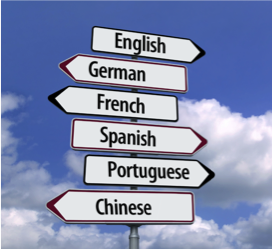 English
German
French
Spanish
Portuguese
Chinese